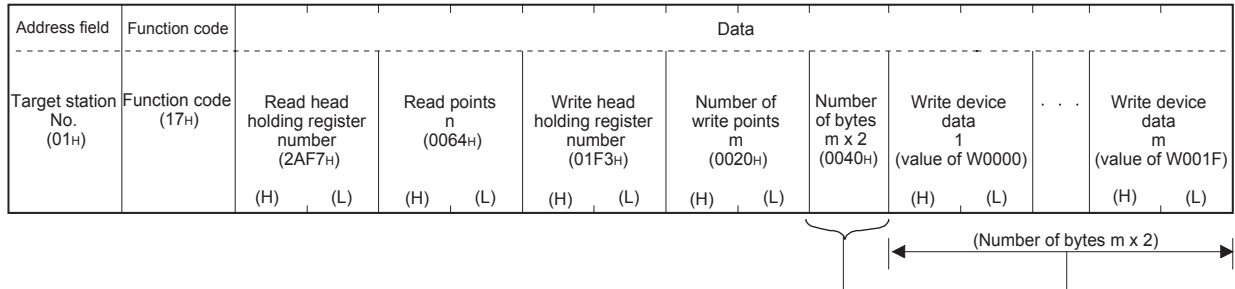 Address field
Function code
Data
Target station
No.
(01H)
Function code
(17H)
Read head
holding register
number
(2AF7H)
(H) (L)
Read points
n
(0064H)
(H) (L)
Write head
holding register
number
(01F3H)
(H) (L)
Number of
write points
m
(0020H)
(H) (L)
Number
of bytes
m x 2
(0040H)
Write device
data
1
(value of W0000)
(H) (L)
. . .
Write device
data
m
(value of W001F)
(H) (L)
(Number of bytes m x 2)